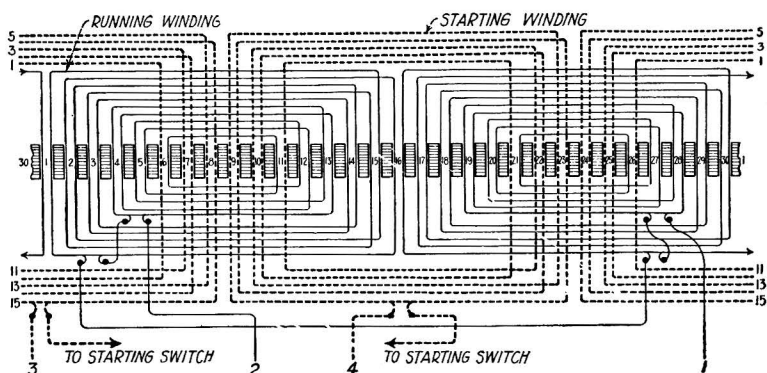 RUNNING WINDING
STARTING WINDING
5
3
1
5
3
1
30 1 2 3 4 5 6 7 8 9 10 11 12 13 14 15 16 17 18 19 20 21 22 23 24 25 26 27 28 29 30 1
11
13
15
11
13
15
TO STARTING SWITCH
TO STARTING SWITCH
3 2 4 1